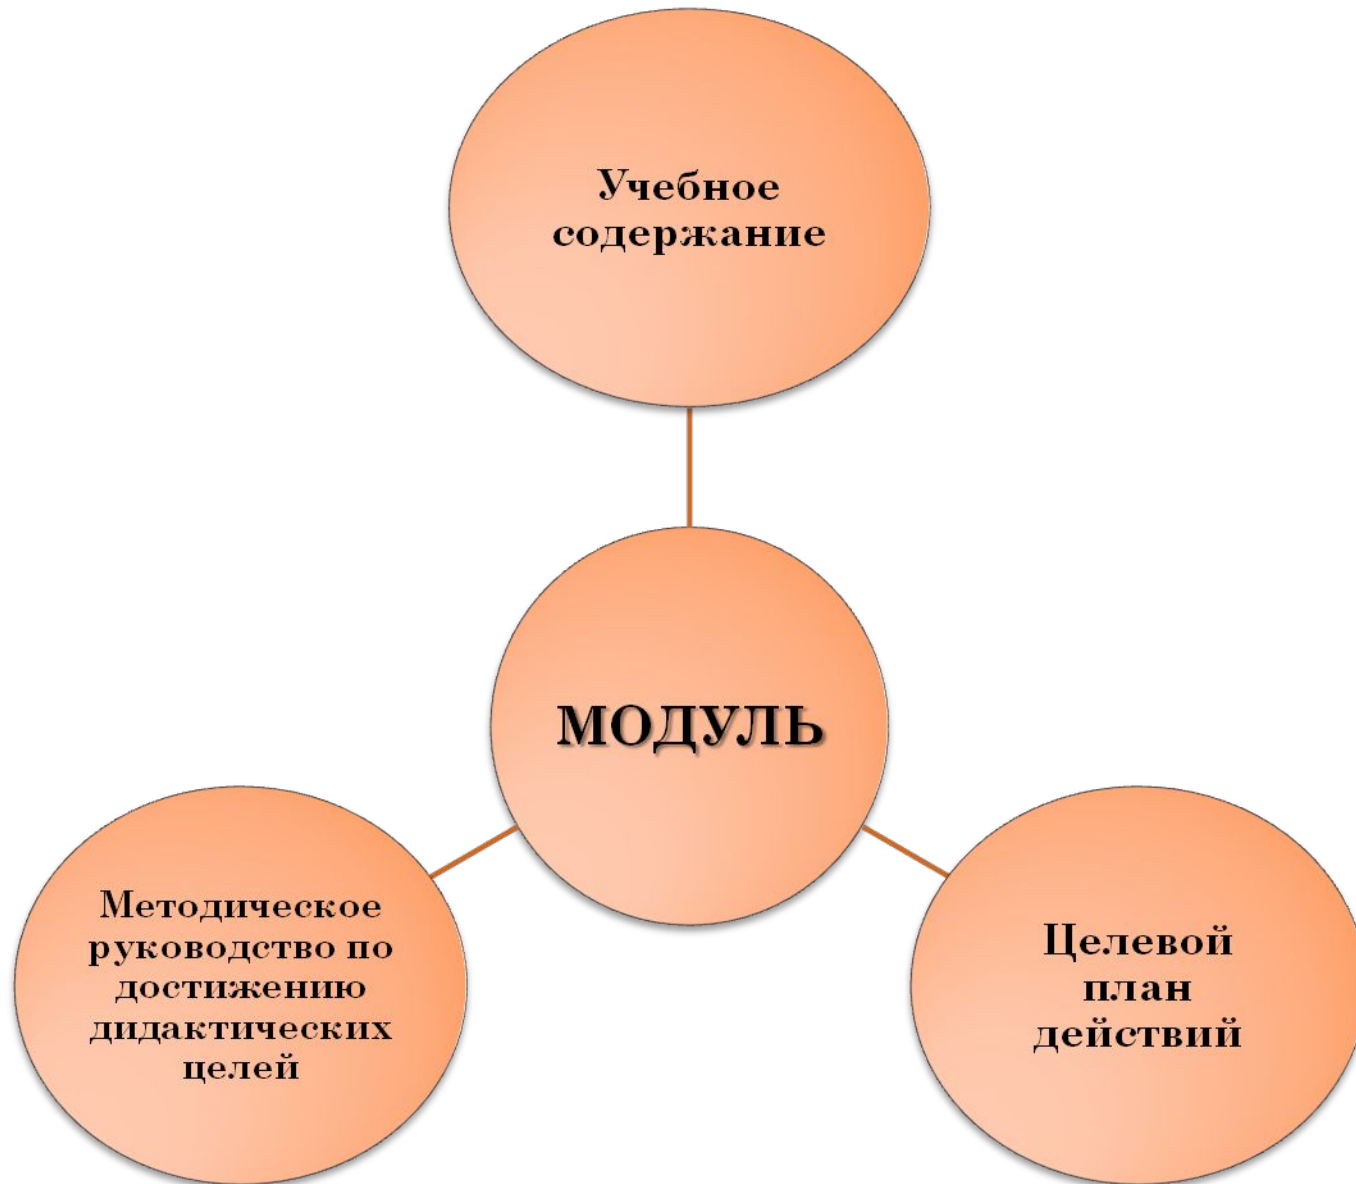 Учебное
содержание
МОДУЛЬ
Методическое
руководство по
достижению
дидактических
целей
Целевой
план
действий